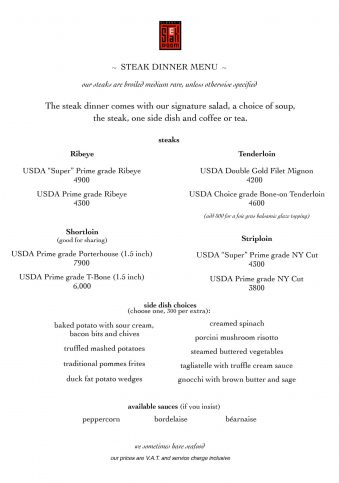 STEAK
ROOM
~ STEAK DINNER MENU ~
our steaks are broiled medium rare, unless otherwise specified
The steak dinner comes with our signature salad, a choice of soup,
the steak, one side dish and coffee or tea.
steaks
Ribeye
USDA "Super" Prime grade Ribeye
4900
USDA Prime grade Ribeye
4300
Tenderloin
USDA Double Gold Filet Mignon
4200
USDA Choice grade Bone-on Tenderloin
4600
(add 800 for a foie gras balsamic glaze topping)
Shortloin
(good for sharing)
USDA Prime grade Porterhouse (1.5 inch)
7900
USDA Prime grade T-Bone (1.5 inch)
6,000
Striploin
USDA "Super" Prime grade NY Cut
4300
USDA Prime grade NY Cut
3800
side dish choices
(choose one, 300 per extra):
baked potato with sour cream,
bacon bits and chives
truffled mashed potatoes
traditional pommes frites
duck fat potato wedges
creamed spinach
porcini mushroom risotto
steamed buttered vegetables
tagliatelle with truffle cream sauce
gnocchi with brown butter and sage
available sauces (if you insist)
peppercorn bordelaise béarnaise
we sometimes have seafood
our prices are V.A.T. and service charge inclusive